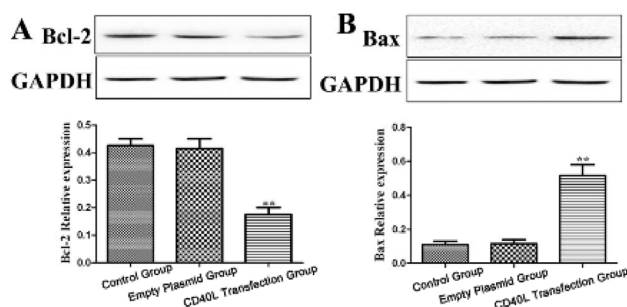 A
Bcl-2
GAPDH
Bcl-2 Relative expression
0.5
0.4
0.3
0.2
0.1
0.0
**
Control Group
Empty Plasmid Group
CD40L Transfection Group
B
Bax
GAPDH
Bax Relative expression
0.8
0.6
0.4
0.2
0.0
**
Control Group
Empty Plasmid Group
CD40L Transfection Group